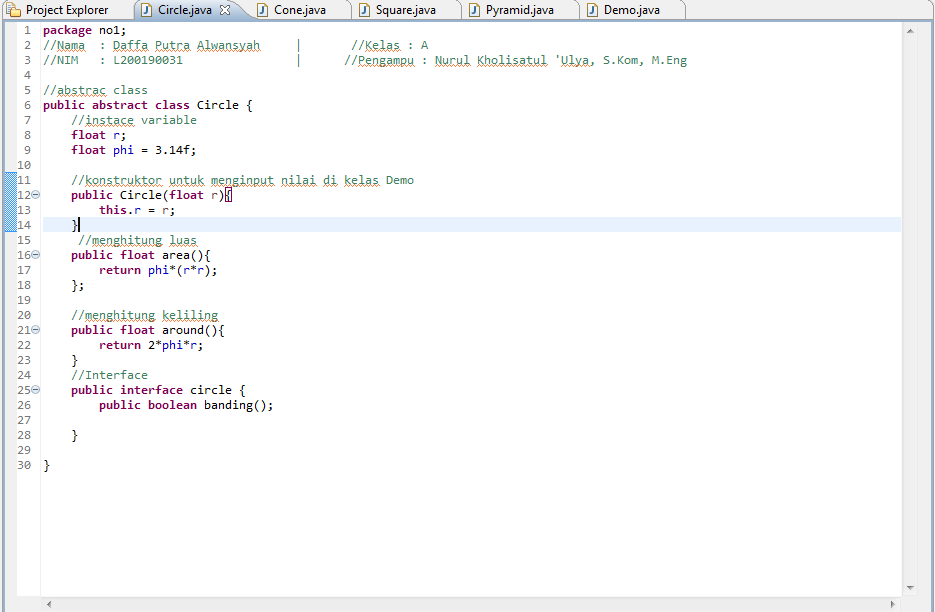 Project Explorer Circle.java Cone.java Square.java Pyramid.java Demo.java
1 package no1;
2 //Nama : Daffa Putra Alwansyah | //Kelas : A
3 //NIM : L200190031 | //Pengampu : Nurul Kholisatul 'Ulya, S.Kom, M.Eng
4
5 //abstrac class
6 public abstract class Circle {
7 //instace variable
8 float r;
9 float phi = 3.14f;
10
11 //konstruktor untuk menginput nilai di kelas Demo
12 public Circle(float r){
13 this.r = r;
14 }
15 //menghitung luas
16 public float area(){
17 return phi*(r*r);
18 };
19
20 //menghitung keliling
21 public float around(){
22 return 2*phi*r;
23 }
24 //Interface
25 public interface circle {
26 public boolean banding();
27
28 }
29
30 }